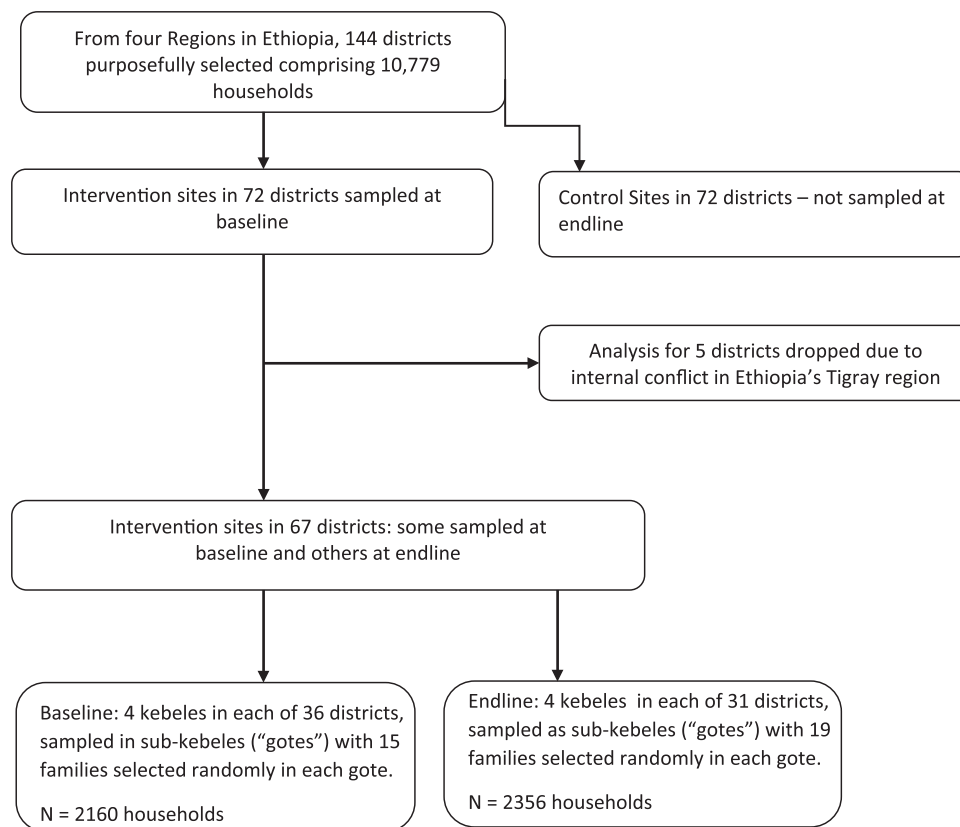 From four Regions in Ethiopia, 144 districts
purposefully selected comprising 10,779
households
Intervention sites in 72 districts sampled at
baseline
Control Sites in 72 districts – not sampled at
endline
Analysis for 5 districts dropped due to
internal conflict in Ethiopia’s Tigray region
Intervention sites in 67 districts: some sampled at
baseline and others at endline
Baseline: 4 kebeles in each of 36 districts,
sampled in sub-kebeles (“gotes”) with 15
families selected randomly in each gote.
N = 2160 households
Endline: 4 kebeles in each of 31 districts,
sampled as sub-kebeles (“gotes”) with 19
families selected randomly in each gote.
N = 2356 households